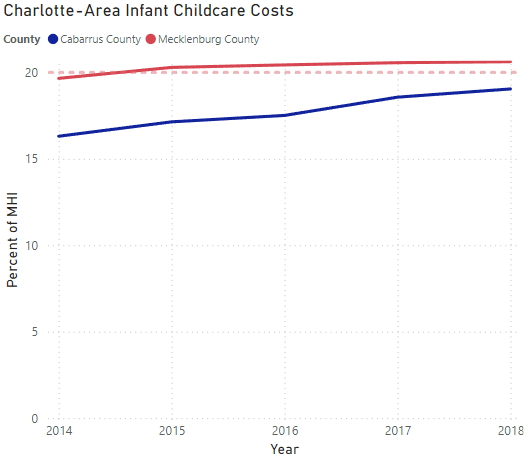 Charlotte-Area Infant Childcare Costs
County Cabarrus County Mecklenburg County
20
15
10
5
0
Percent of MHI
2014 2015 2016 2017 2018
Year